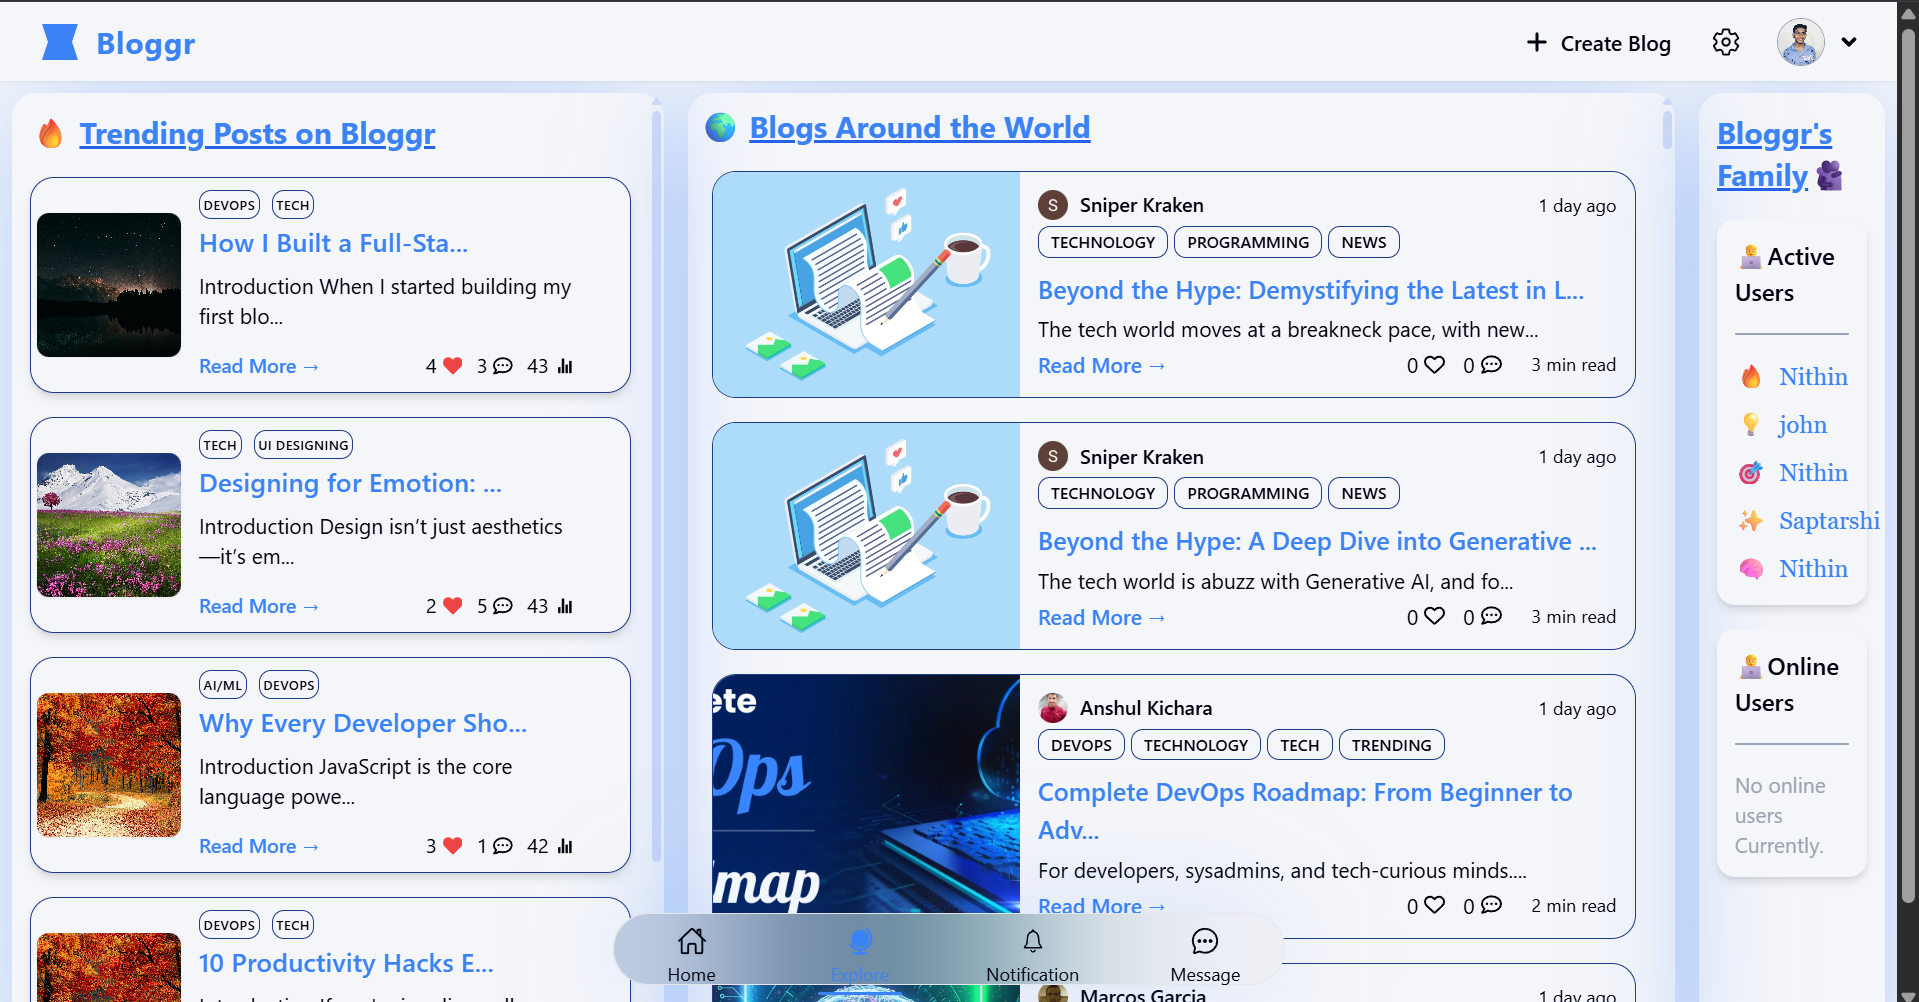 Bloggr
Create Blog
Trending Posts on Bloggr
DEVOPS TECH
How I Built a Full-Sta...
Introduction When I started building my
first blo...
Read More → 4 3 43
TECH UI DESIGNING
Designing for Emotion: ...
Introduction Design isn’t just aesthetics
—it’s em...
Read More → 2 5 43
AI/ML DEVOPS
Why Every Developer Sho...
Introduction JavaScript is the core
language powe...
Read More → 3 1 42
DEVOPS TECH
10 Productivity Hacks E...
Blogs Around the World
S Sniper Kraken 1 day ago
TECHNOLOGY PROGRAMMING NEWS
Beyond the Hype: Demystifying the Latest in L...
The tech world moves at a breakneck pace, with new...
Read More → 0 0 3 min read
S Sniper Kraken 1 day ago
TECHNOLOGY PROGRAMMING NEWS
Beyond the Hype: A Deep Dive into Generative ...
The tech world is abuzz with Generative AI, and fo...
Read More → 0 0 3 min read
ete
Ops
map
Anshul Kichara 1 day ago
DEVOPS TECHNOLOGY TECH TRENDING
Complete DevOps Roadmap: From Beginner to
Adv...
For developers, sysadmins, and tech-curious minds....
Read More → 0 0 2 min read
Marcos Garcia 1 day ago
Bloggr's
Family
Active
Users
Nithin
john
Nithin
Saptarshi
Nithin
Online
Users
No online
users
Currently.
Home Explore Notification Message